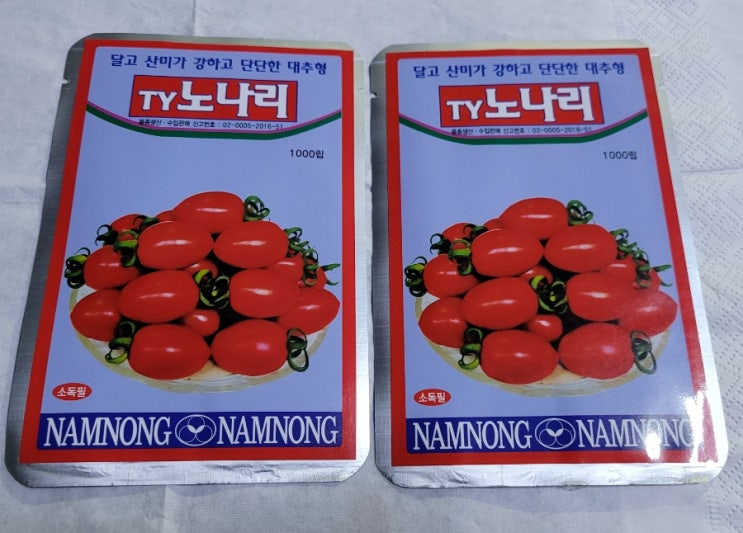 달고 산미가 강하고 단단한 대추형
TY노나리
품종생산·수입판매 신고번호 : 02-0005-2016-51
1000립
소독필
NAMNONG NAMNONG
달고 산미가 강하고 단단한 대추형
TY노나리
품종생산·수입판매 신고번호 : 02-0005-2016-51
1000립
소독필
NAMNONG NAMNONG